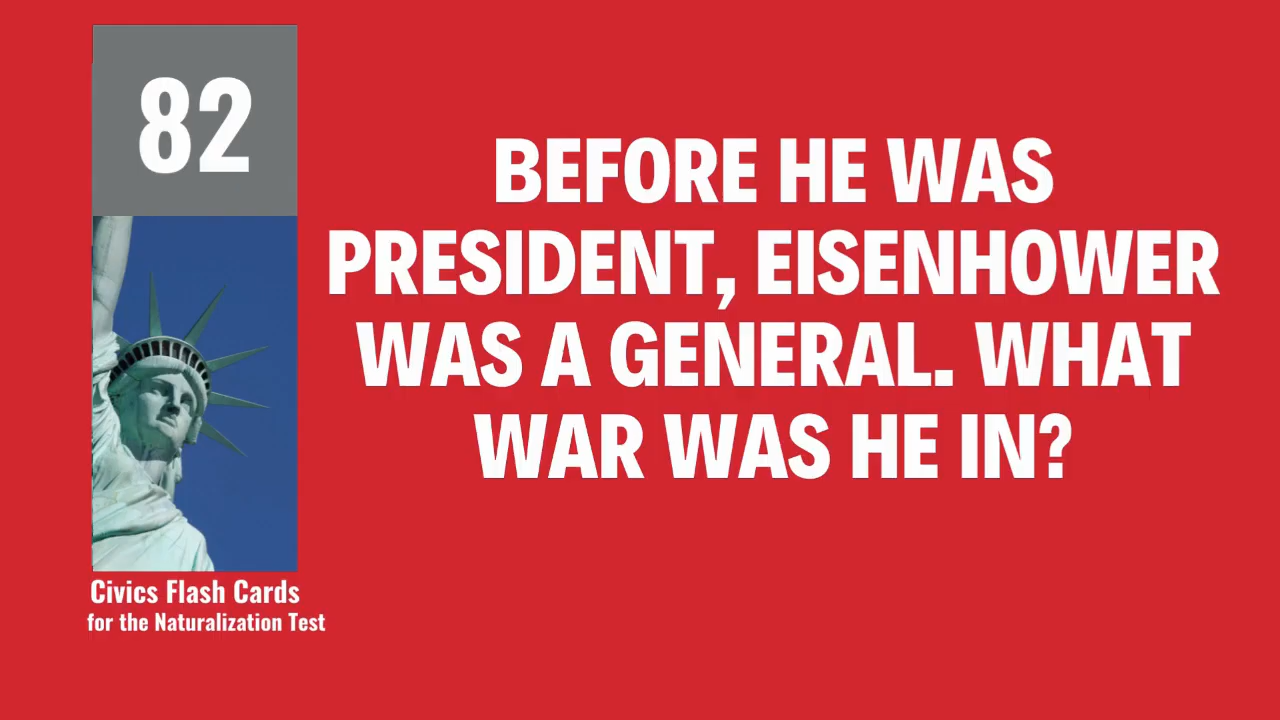 82
BEFORE HE WAS
PRESIDENT, EISENHOWER
WAS A GENERAL. WHAT
WAR WAS HE IN?
Civics Flash Cards
for the Naturalization Test